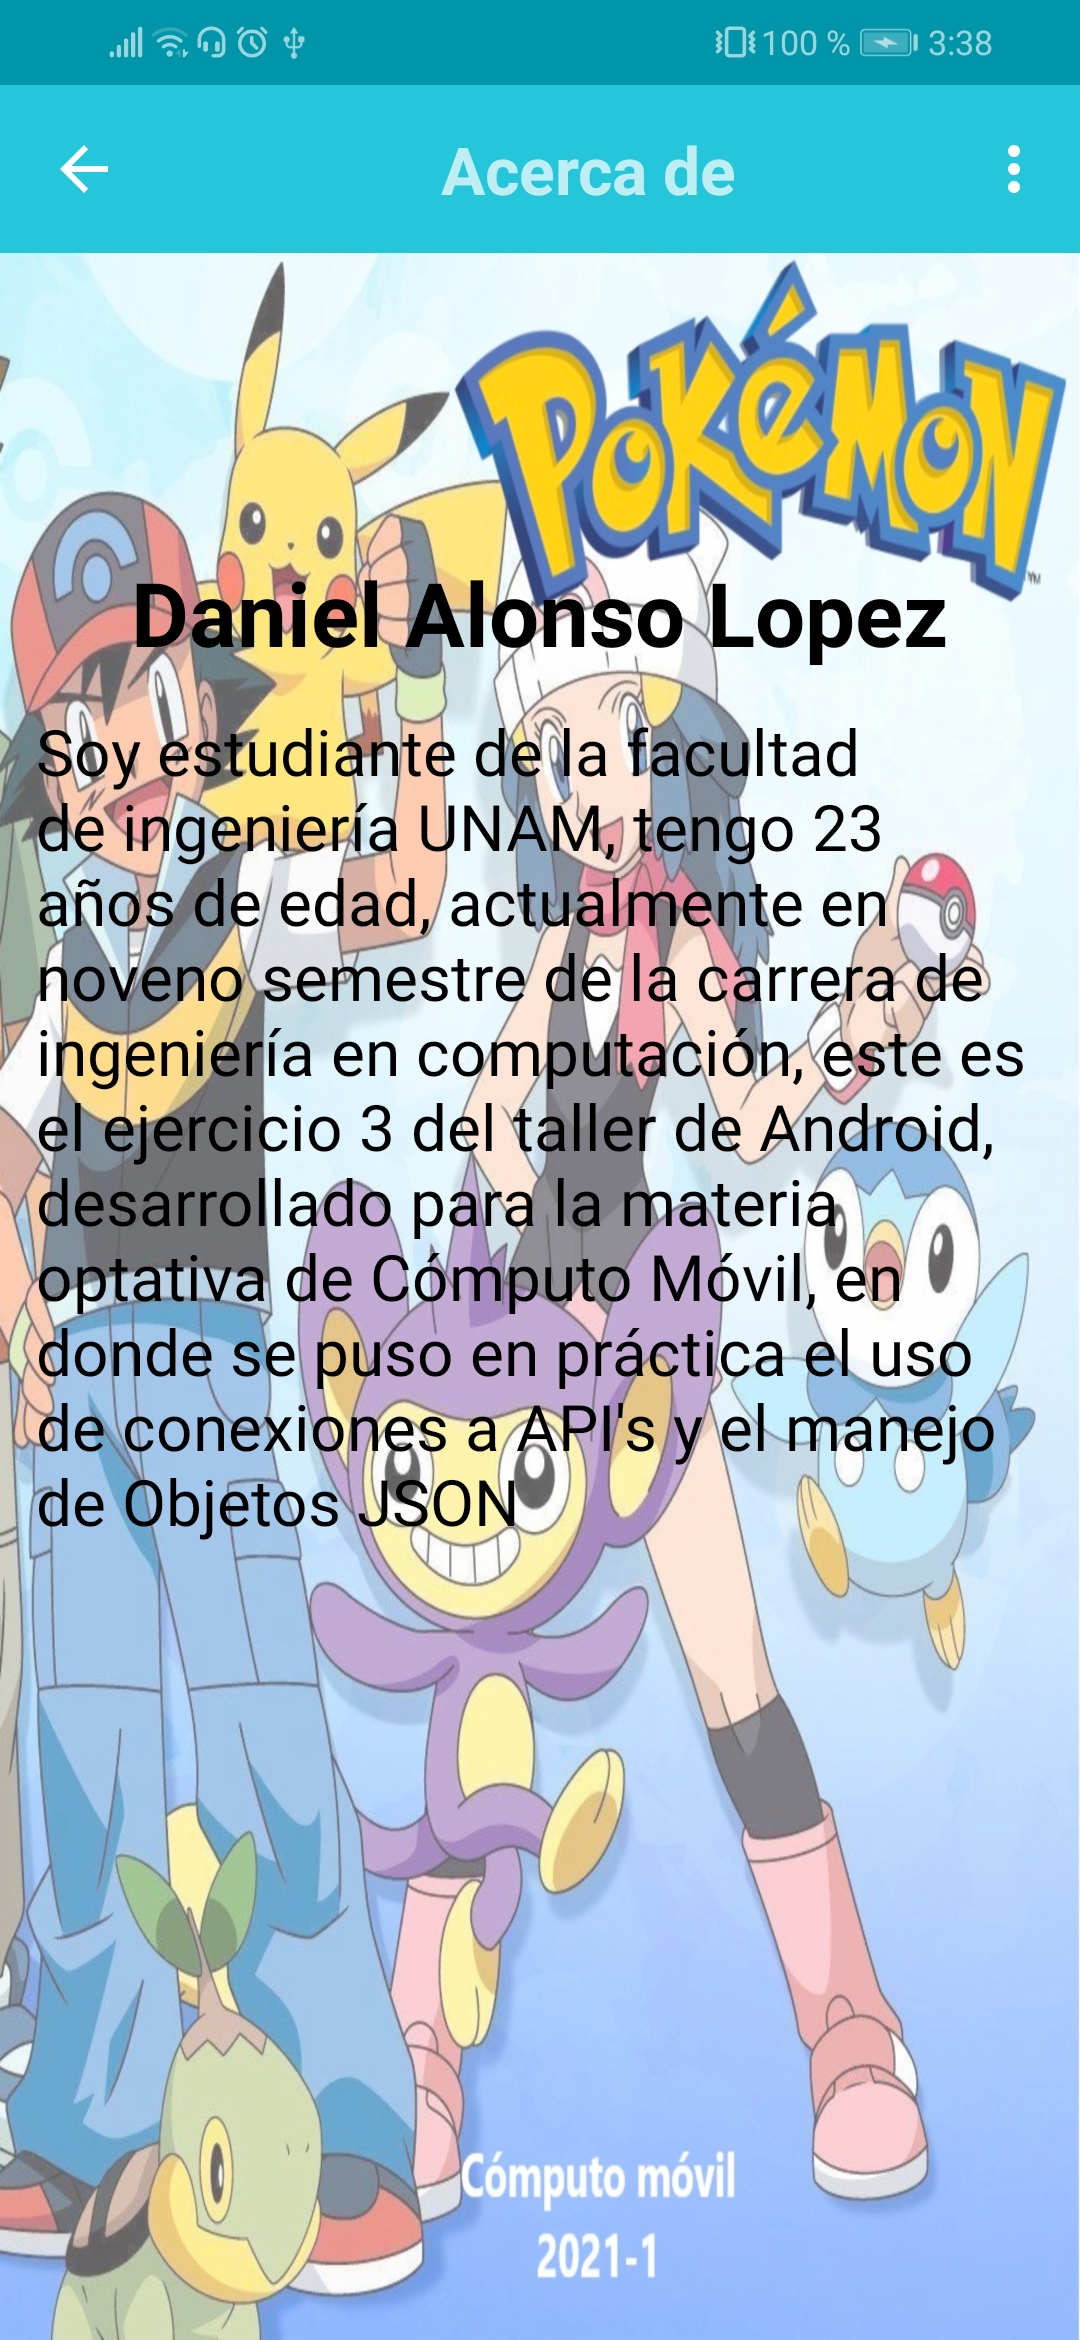 100 % 3:38
Acerca de
POKéMON
TM
Daniel Alonso Lopez
Soy estudiante de la facultad
de ingeniería UNAM, tengo 23
años de edad, actualmente en
noveno semestre de la carrera de
ingeniería en computación, este es
el ejercicio 3 del taller de Android,
desarrollado para la materia
optativa de Cómputo Móvil, en
donde se puso en práctica el uso
de conexiones a API's y el manejo
de Objetos JSON
Cómputo móvil
2021-1